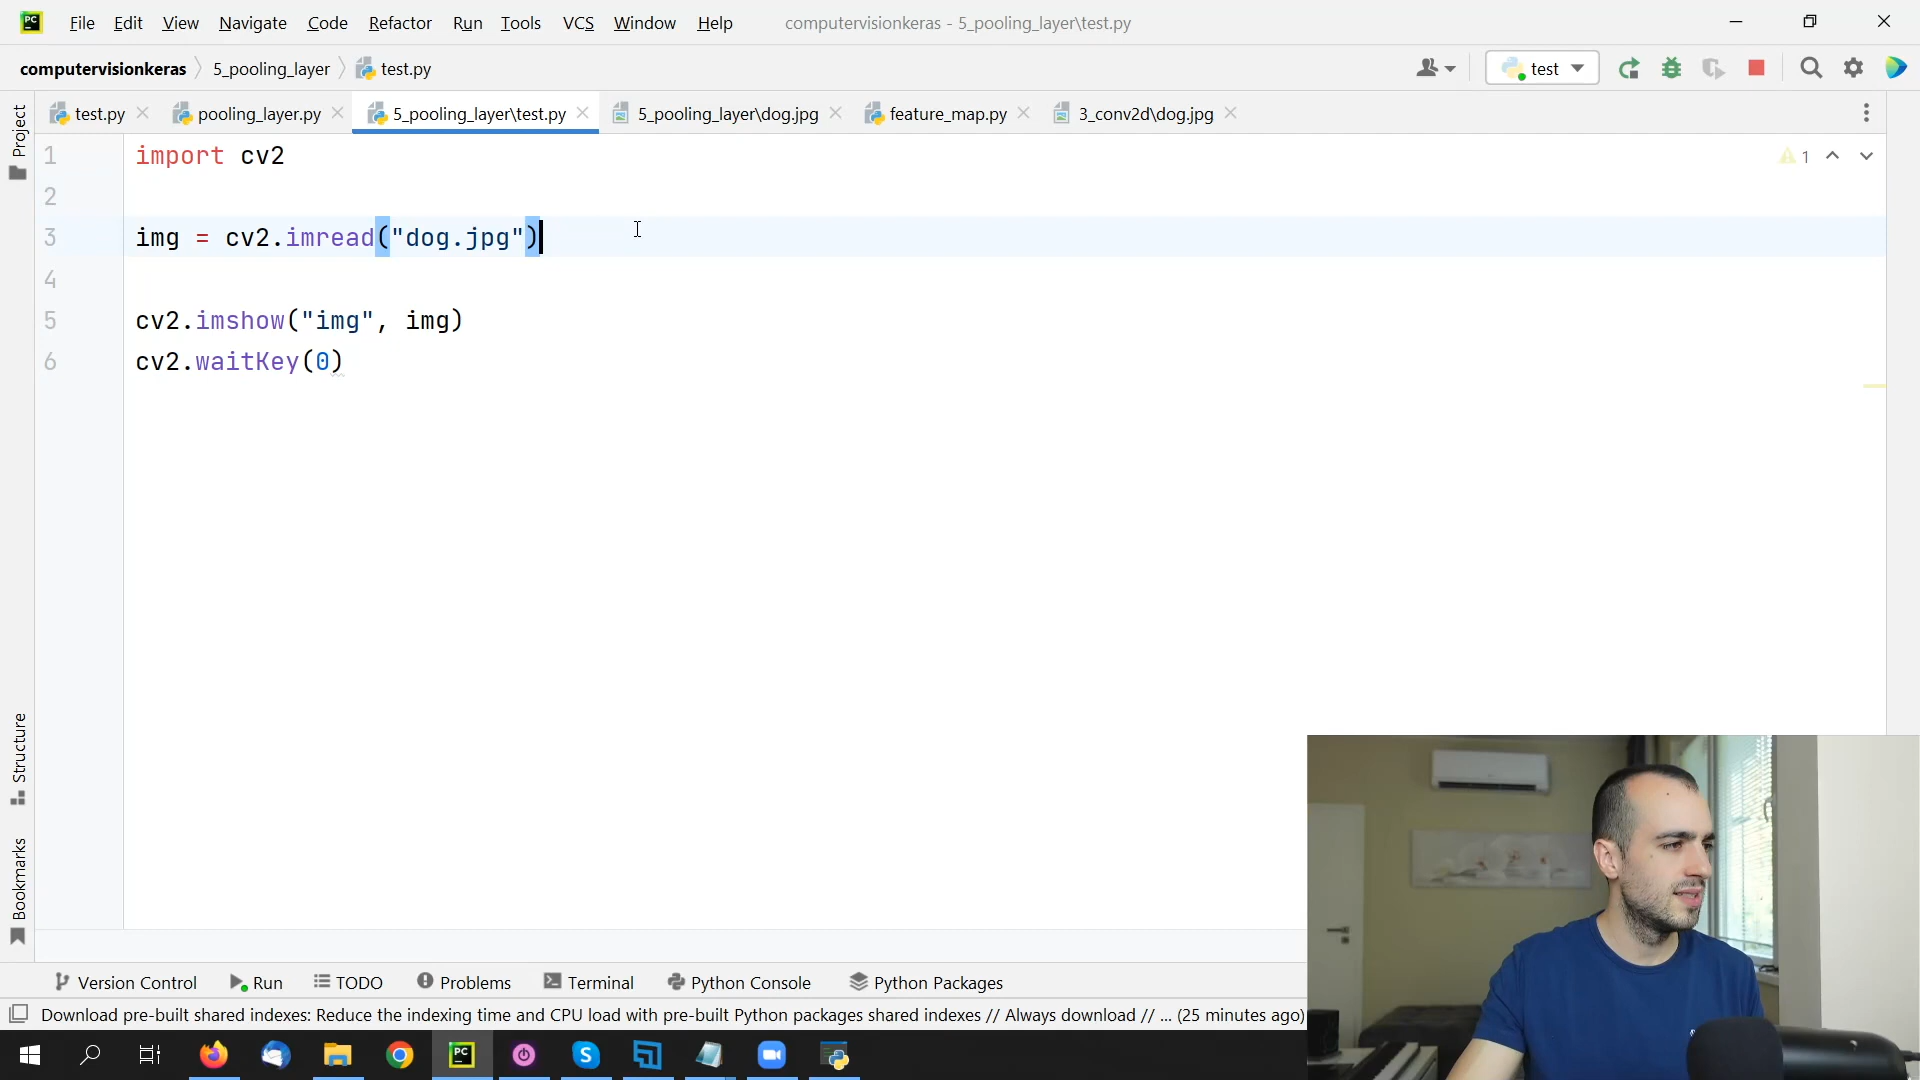 File Edit View Navigate Code Refactor Run Tools VCS Window Help computervisionkeras - 5_pooling_layer\test.py
computervisionkeras 5_pooling_layer test.py test
test.py pooling_layer.py 5_pooling_layer\test.py 5_pooling_layer\dog.jpg feature_map.py 3_conv2d\dog.jpg
Project
1 import cv2 1
2
3 img = cv2.imread("dog.jpg")
4
5 cv2.imshow("img", img)
6 cv2.waitKey(0)
Structure
Bookmarks
Version Control Run TODO Problems Terminal Python Console Python Packages
Download pre-built shared indexes: Reduce the indexing time and CPU load with pre-built Python packages shared indexes // Always download // ... (25 minutes ago)